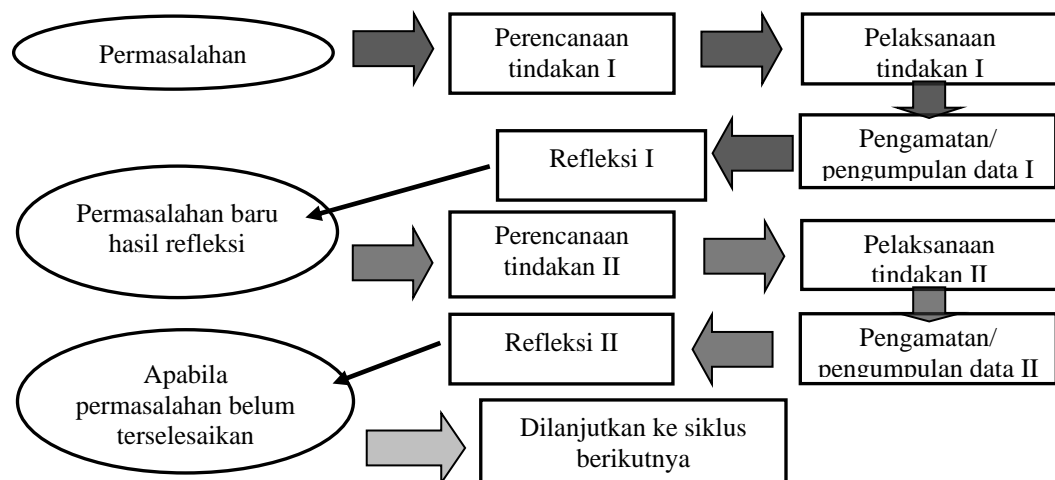 Permasalahan
Perencanaan
tindakan I
Pelaksanaan
tindakan I
Pengamatan/
pengumpulan data I
Refleksi I
Permasalahan baru
hasil refleksi
Perencanaan
tindakan II
Pelaksanaan
tindakan II
Pengamatan/
pengumpulan data II
Refleksi II
Apabila
permasalahan belum
terselesaikan
Dilanjutkan ke siklus
berikutnya